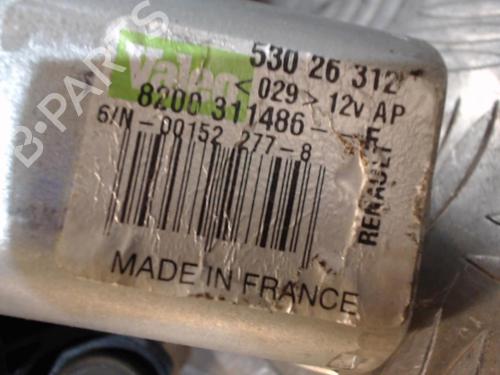 Valeo
530 26 312
<029> 12V AP
8200 311486--F
S/N-00152 277-8
RENAULT
MADE IN FRANCE
B-PARTS